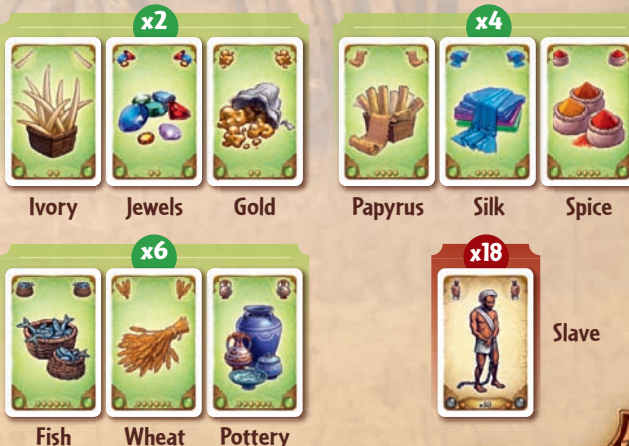 x2
x4
Ivory Jewels Gold
Papyrus Silk Spice
x6
x18
Slave
Fish Wheat Pottery